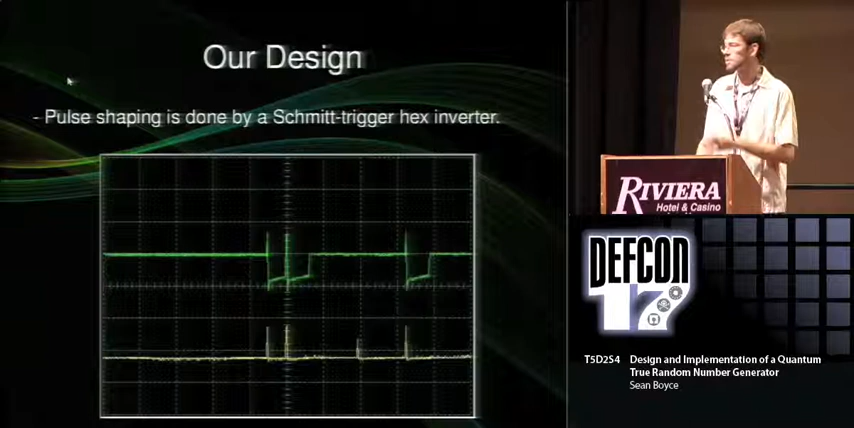 Our Design
- Pulse shaping is done by a Schmitt-trigger hex inverter.
RIVIERA
Hotel & Casino
DEFCON
17
T5D2S4 Design and Implementation of a Quantum
True Random Number Generator
Sean Boyce